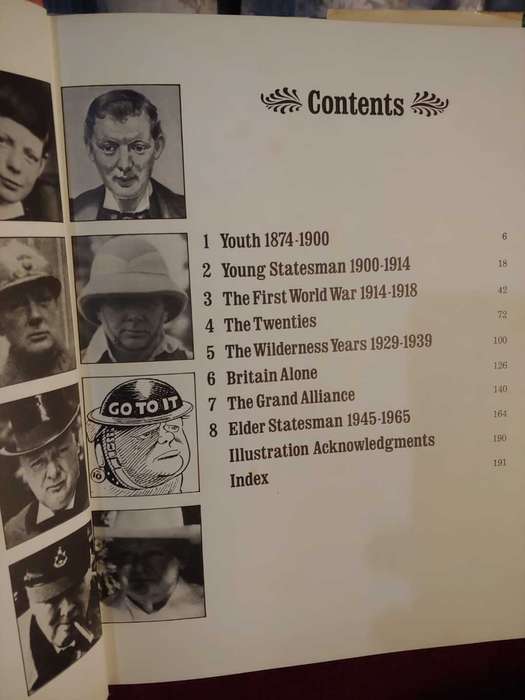 Contents
1 Youth 1874-1900 6
2 Young Statesman 1900-1914 18
3 The First World War 1914-1918 42
4 The Twenties 72
5 The Wilderness Years 1929-1939 100
6 Britain Alone 126
7 The Grand Alliance 140
8 Elder Statesman 1945-1965 164
Illustration Acknowledgments 190
Index 191
GO TO IT